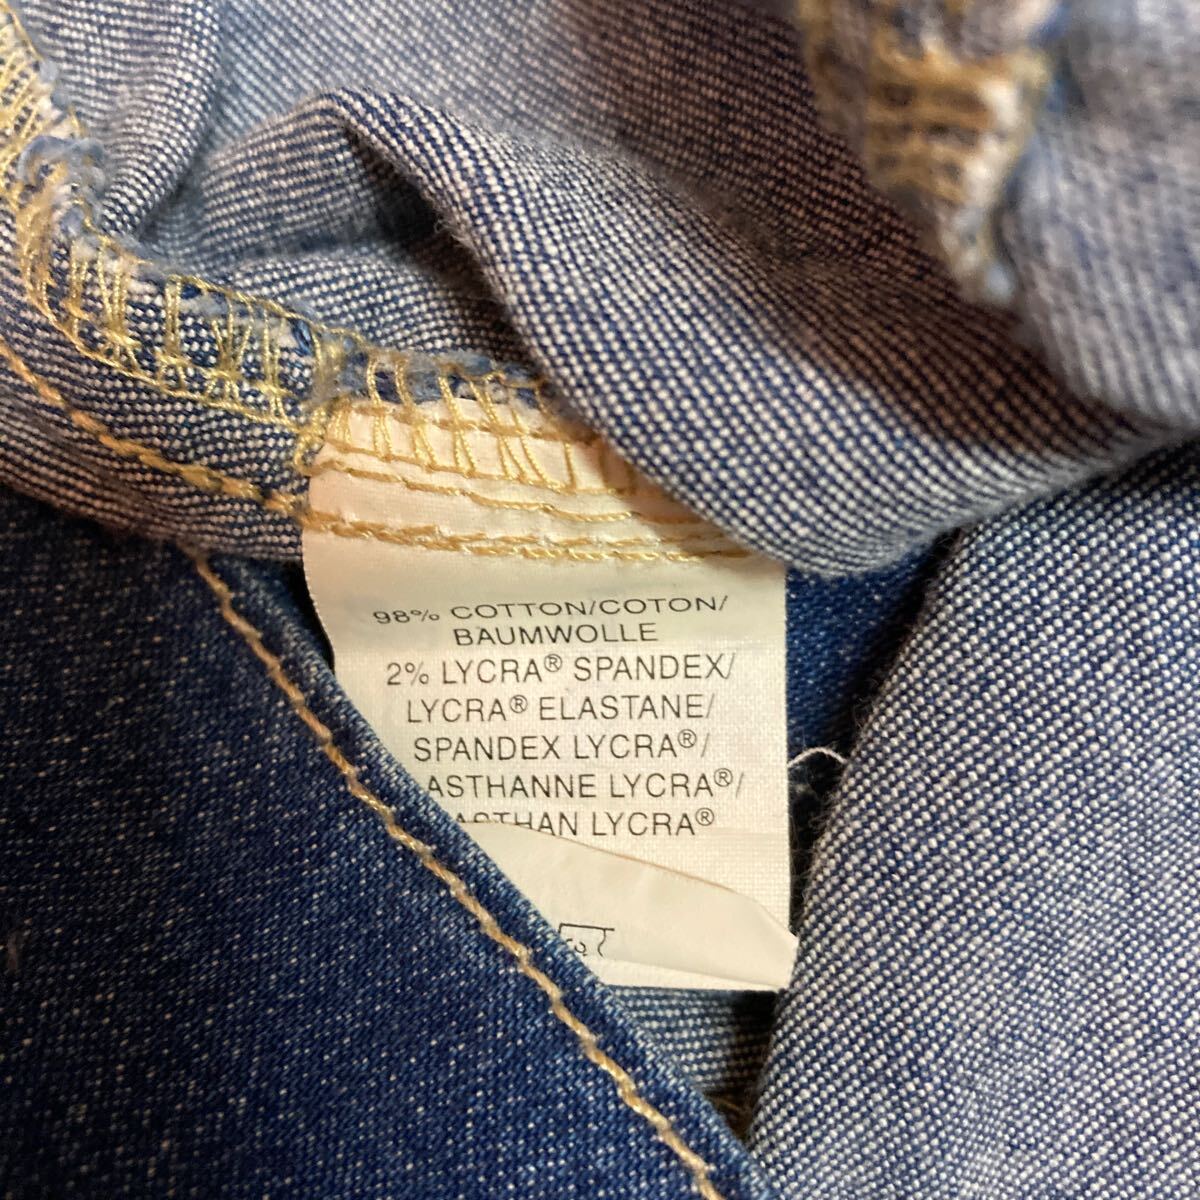 98% COTTON/COTON/
BAUMWOLLE
2% LYCRA® SPANDEX/
LYCRA® ELASTANE/
SPANDEX LYCRA®/
ASTHANNE LYCRA®/
ASTHAN LYCRA®